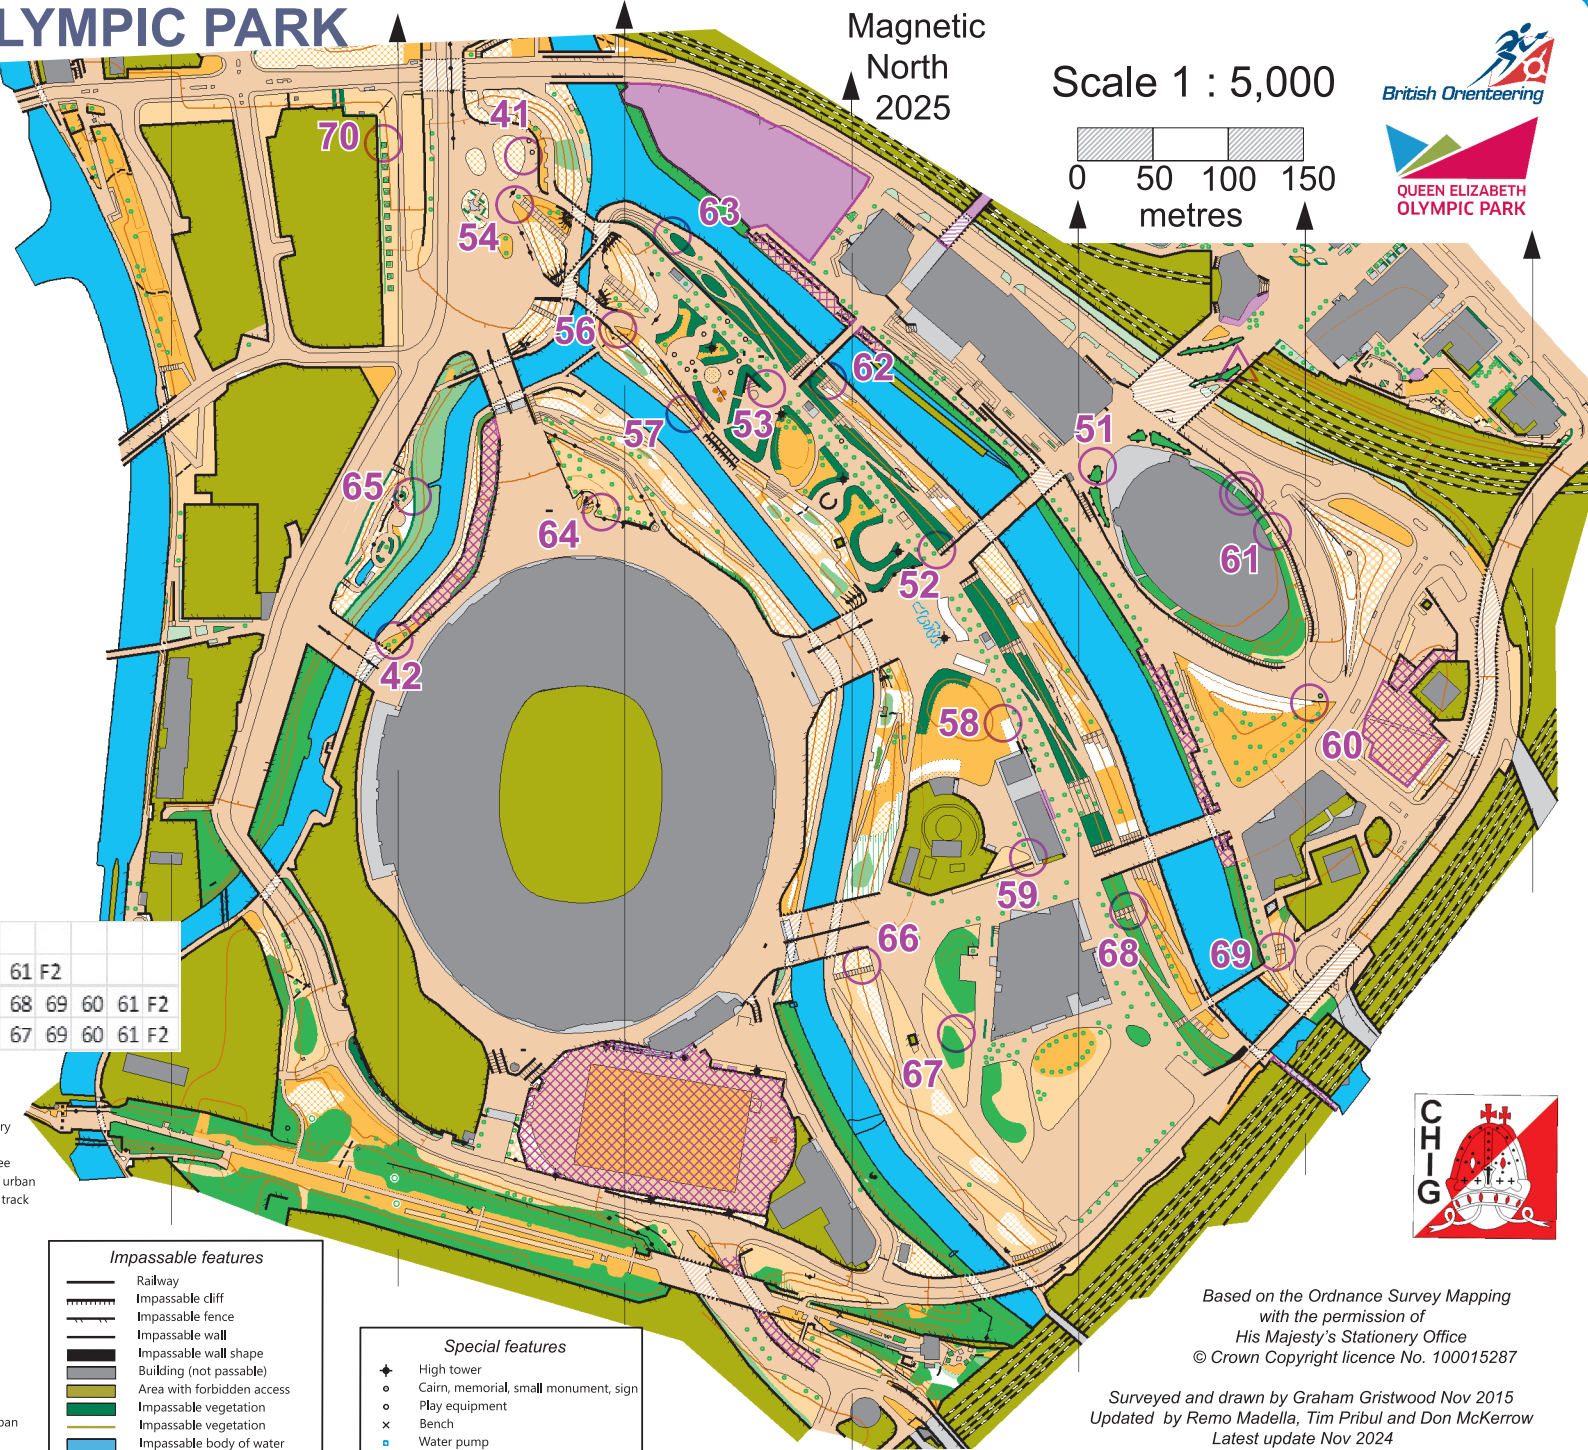 LYMPIC PARK
Magnetic
North
2025
Scale 1 : 5,000
0 50 100 150
metres
British Orienteering
QUEEN ELIZABETH
OLYMPIC PARK
70
41
54
63
56
62
57
53
51
65
64
52
61
42
58
60
59
66
68
69
67
61 F2
68 69 60 61 F2
67 69 60 61 F2
ry
ee
urban
track
ban
Impassable features
Railway
Impassable cliff
Impassable fence
Impassable wall
Impassable wall shape
Building (not passable)
Area with forbidden access
Impassable vegetation
Impassable vegetation
Impassable body of water
Special features
High tower
Cairn, memorial, small monument, sign
Play equipment
Bench
Water pump
CHIG
Based on the Ordnance Survey Mapping
with the permission of
His Majesty's Stationery Office
© Crown Copyright licence No. 100015287
Surveyed and drawn by Graham Gristwood Nov 2015
Updated by Remo Madella, Tim Pribul and Don McKerrow
Latest update Nov 2024